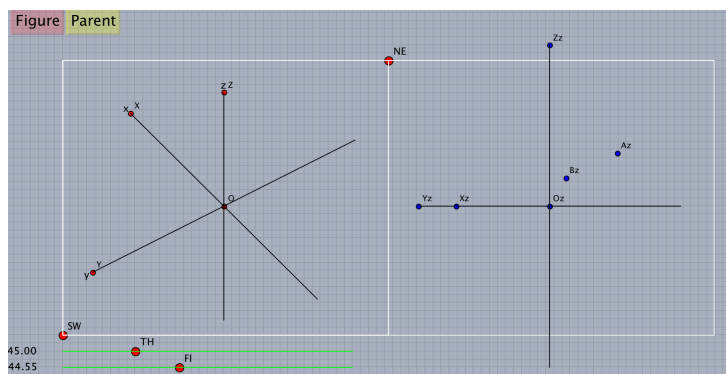 Figure Parent
Zz
NE
z Z
x X
Az
Bz
O
Yz Xz Oz
Y
y
SW
45.00
TH
44.55
FI